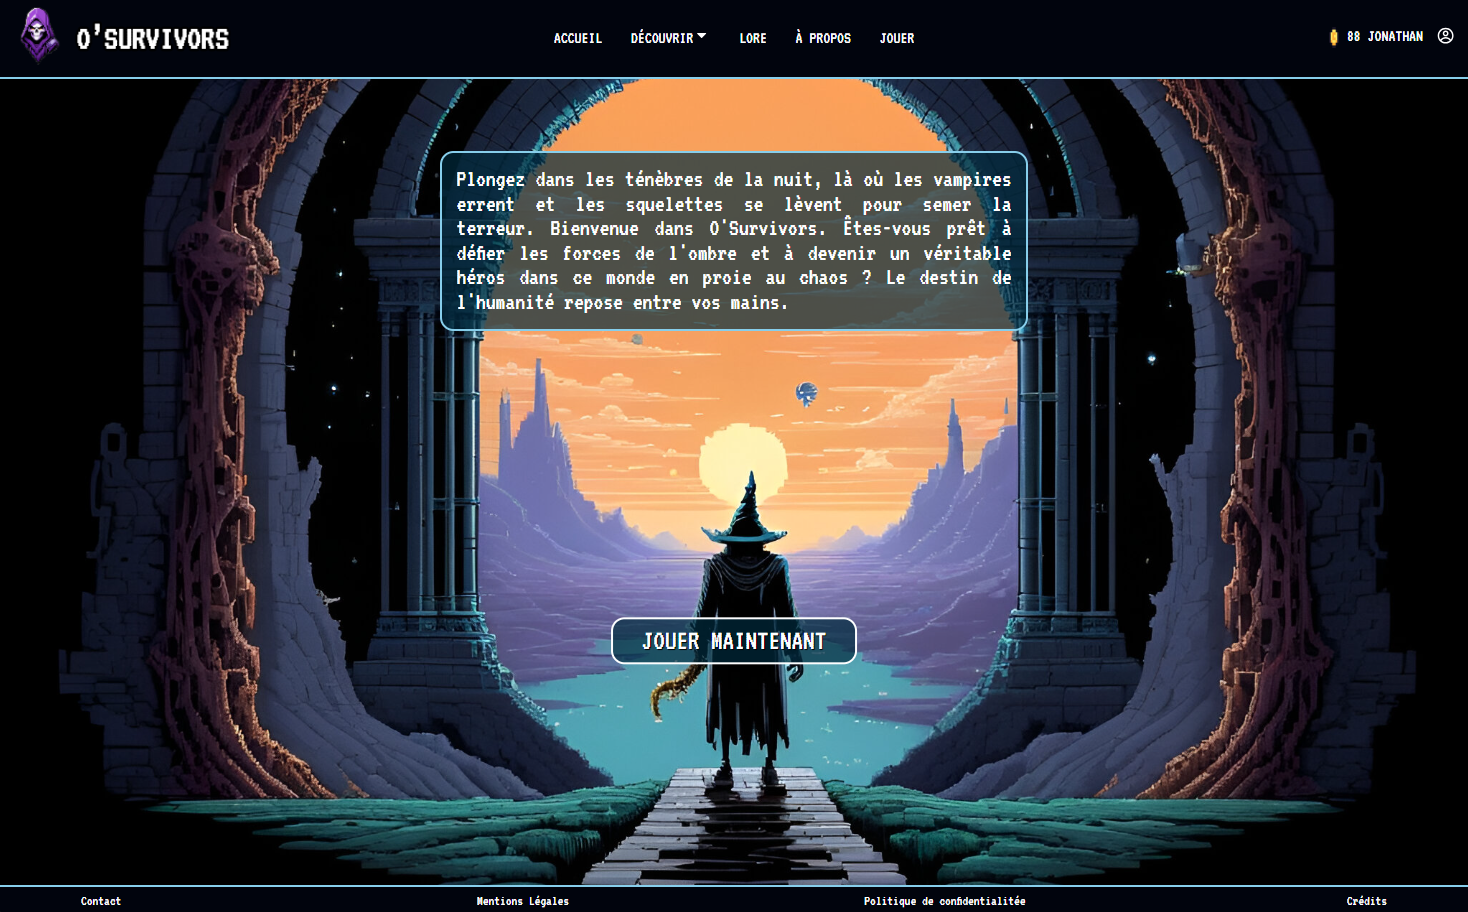 O'SURVIVORS
ACCUEIL DÉCOUVRIR LORE À PROPOS JOUER
88 JONATHAN
Plongez dans les ténèbres de la nuit, là où les vampires
errent et les squelettes se lèvent pour semer la
terreur. Bienvenue dans O'Survivors. Êtes-vous prêt à
défier les forces de l'ombre et à devenir un véritable
héros dans ce monde en proie au chaos ? Le destin de
l'humanité repose entre vos mains.
JOUER MAINTENANT
Contact Mentions Légales Politique de confidentialitée Crédits